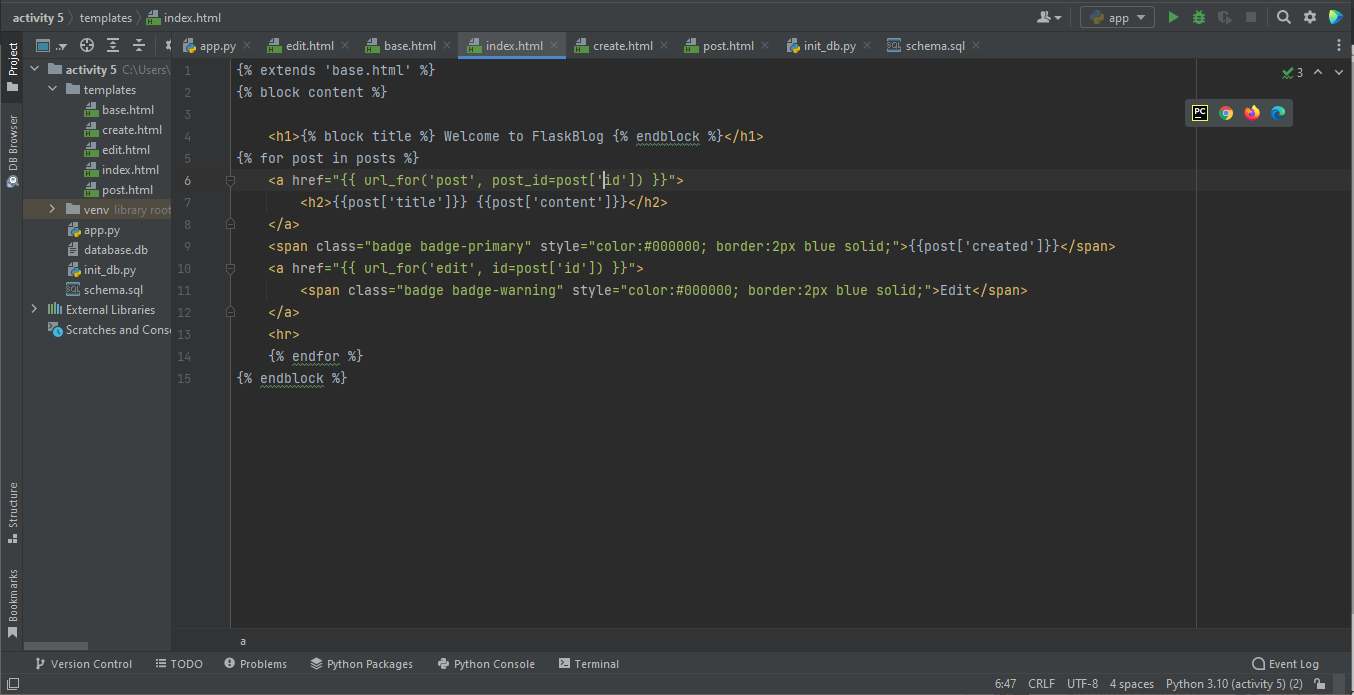 activity 5 templates index.html app
app.py edit.html base.html index.html create.html post.html init_db.py schema.sql
Project
DB Browser
Structure
Bookmarks
activity 5 C:\Users\
templates
base.html
create.html
edit.html
index.html
post.html
venv library root
app.py
database.db
init_db.py
schema.sql
External Libraries
Scratches and Cons
3
PC
1 {% extends 'base.html' %}
2 {% block content %}
3
4 <h1>{% block title %} Welcome to FlaskBlog {% endblock %}</h1>
5 {% for post in posts %}
6 <a href="{{ url_for('post', post_id=post['id']) }}">
7 <h2>{{post['title']}} {{post['content']}}</h2>
8 </a>
9 <span class="badge badge-primary" style="color:#000000; border:2px blue solid;">{{post['created']}}</span>
10 <a href="{{ url_for('edit', id=post['id']) }}">
11 <span class="badge badge-warning" style="color:#000000; border:2px blue solid;">Edit</span>
12 </a>
13 <hr>
14 {% endfor %}
15 {% endblock %}
a
Version Control TODO Problems Python Packages Python Console Terminal Event Log
6:47 CRLF UTF-8 4 spaces Python 3.10 (activity 5) (2)